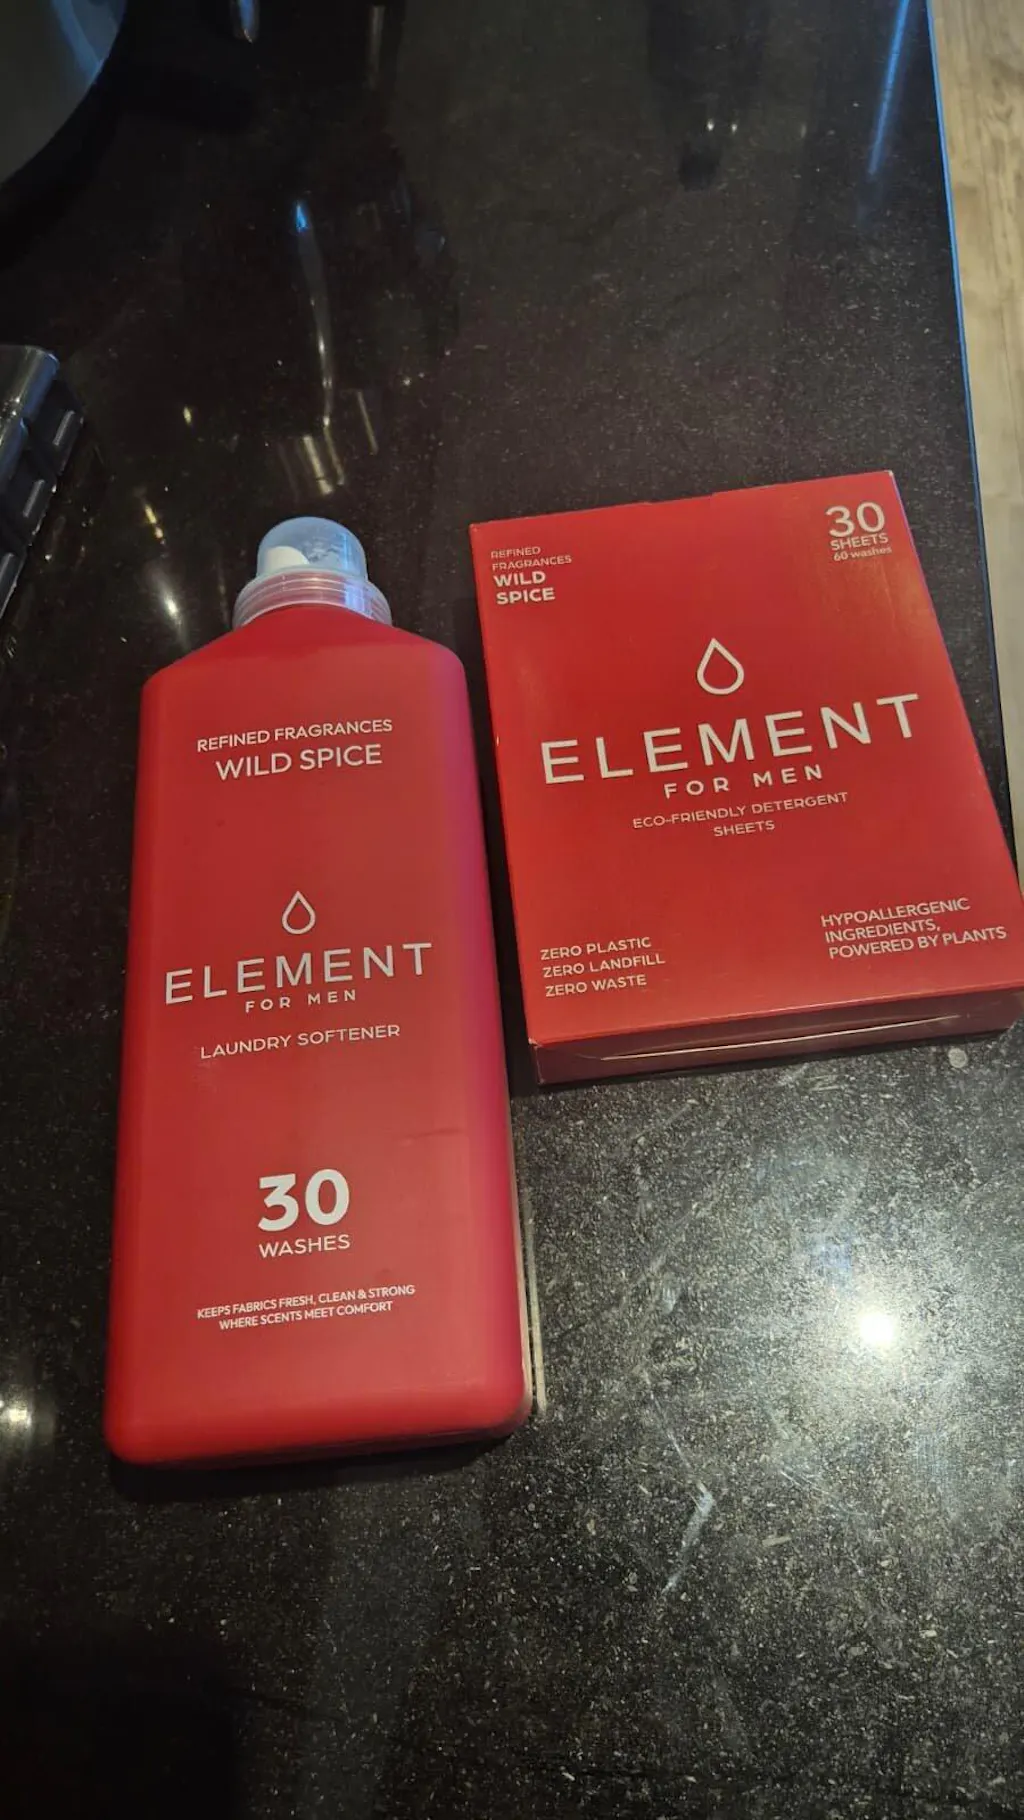 REFINED FRAGRANCES
WILD SPICE
ELEMENT
FOR MEN
LAUNDRY SOFTENER
30
WASHES
KEEPS FABRICS FRESH, CLEAN & STRONG
WHERE SCENTS MEET COMFORT
REFINED
FRAGRANCES
WILD
SPICE
30
SHEETS
60 washes
ELEMENT
FOR MEN
ECO-FRIENDLY DETERGENT
SHEETS
ZERO PLASTIC
ZERO LANDFILL
ZERO WASTE
HYPOALLERGENIC
INGREDIENTS,
POWERED BY PLANTS